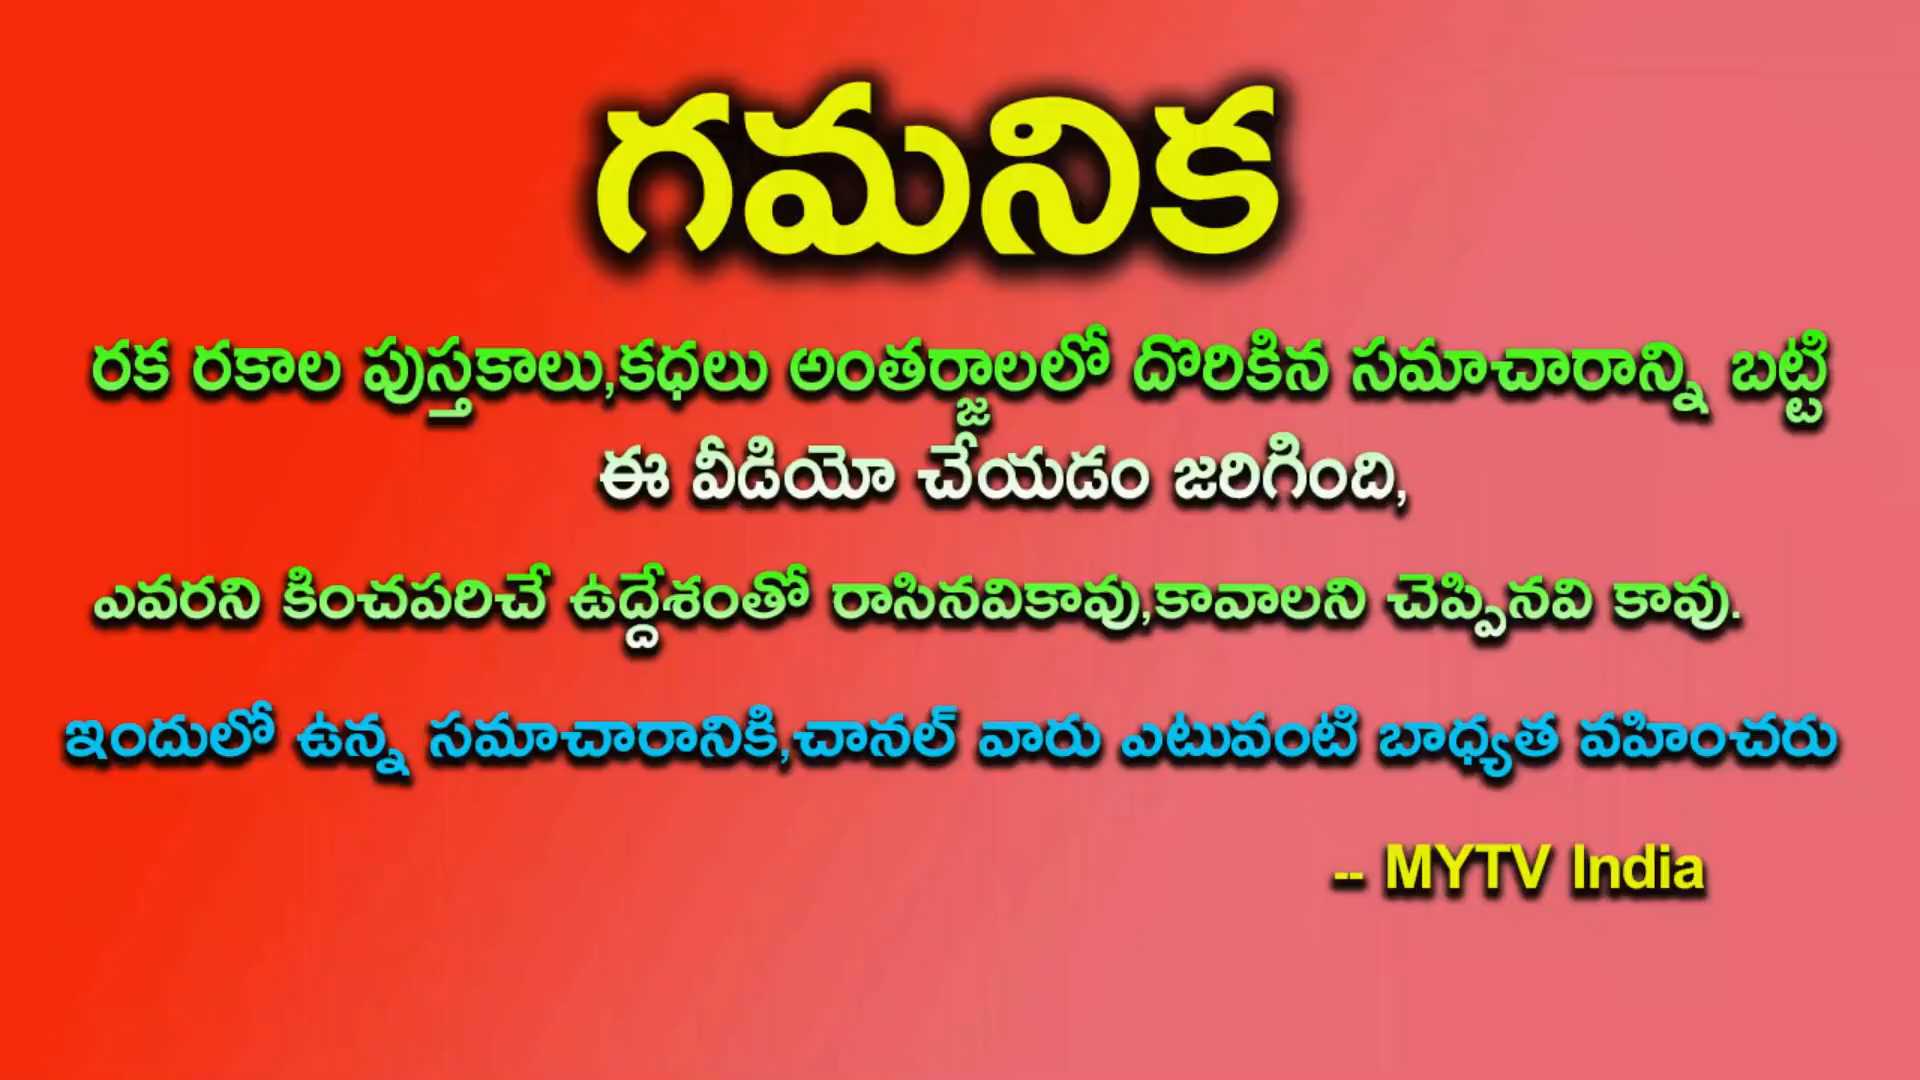 గమనిక
రక రకాల పుస్తకాలు,కధలు అంతర్జాలలో దొరికిన సమాచారాన్ని బట్టి
ఈ వీడియో చేయడం జరిగింది,
ఎవరని కించపరిచే ఉద్దేశంతో రాసినవికావు,కావాలని చెప్పినవి కావు.
ఇందులో ఉన్న సమాచారానికి,చానల్ వారు ఎటువంటి బాధ్యత వహించరు
-- MYTV India